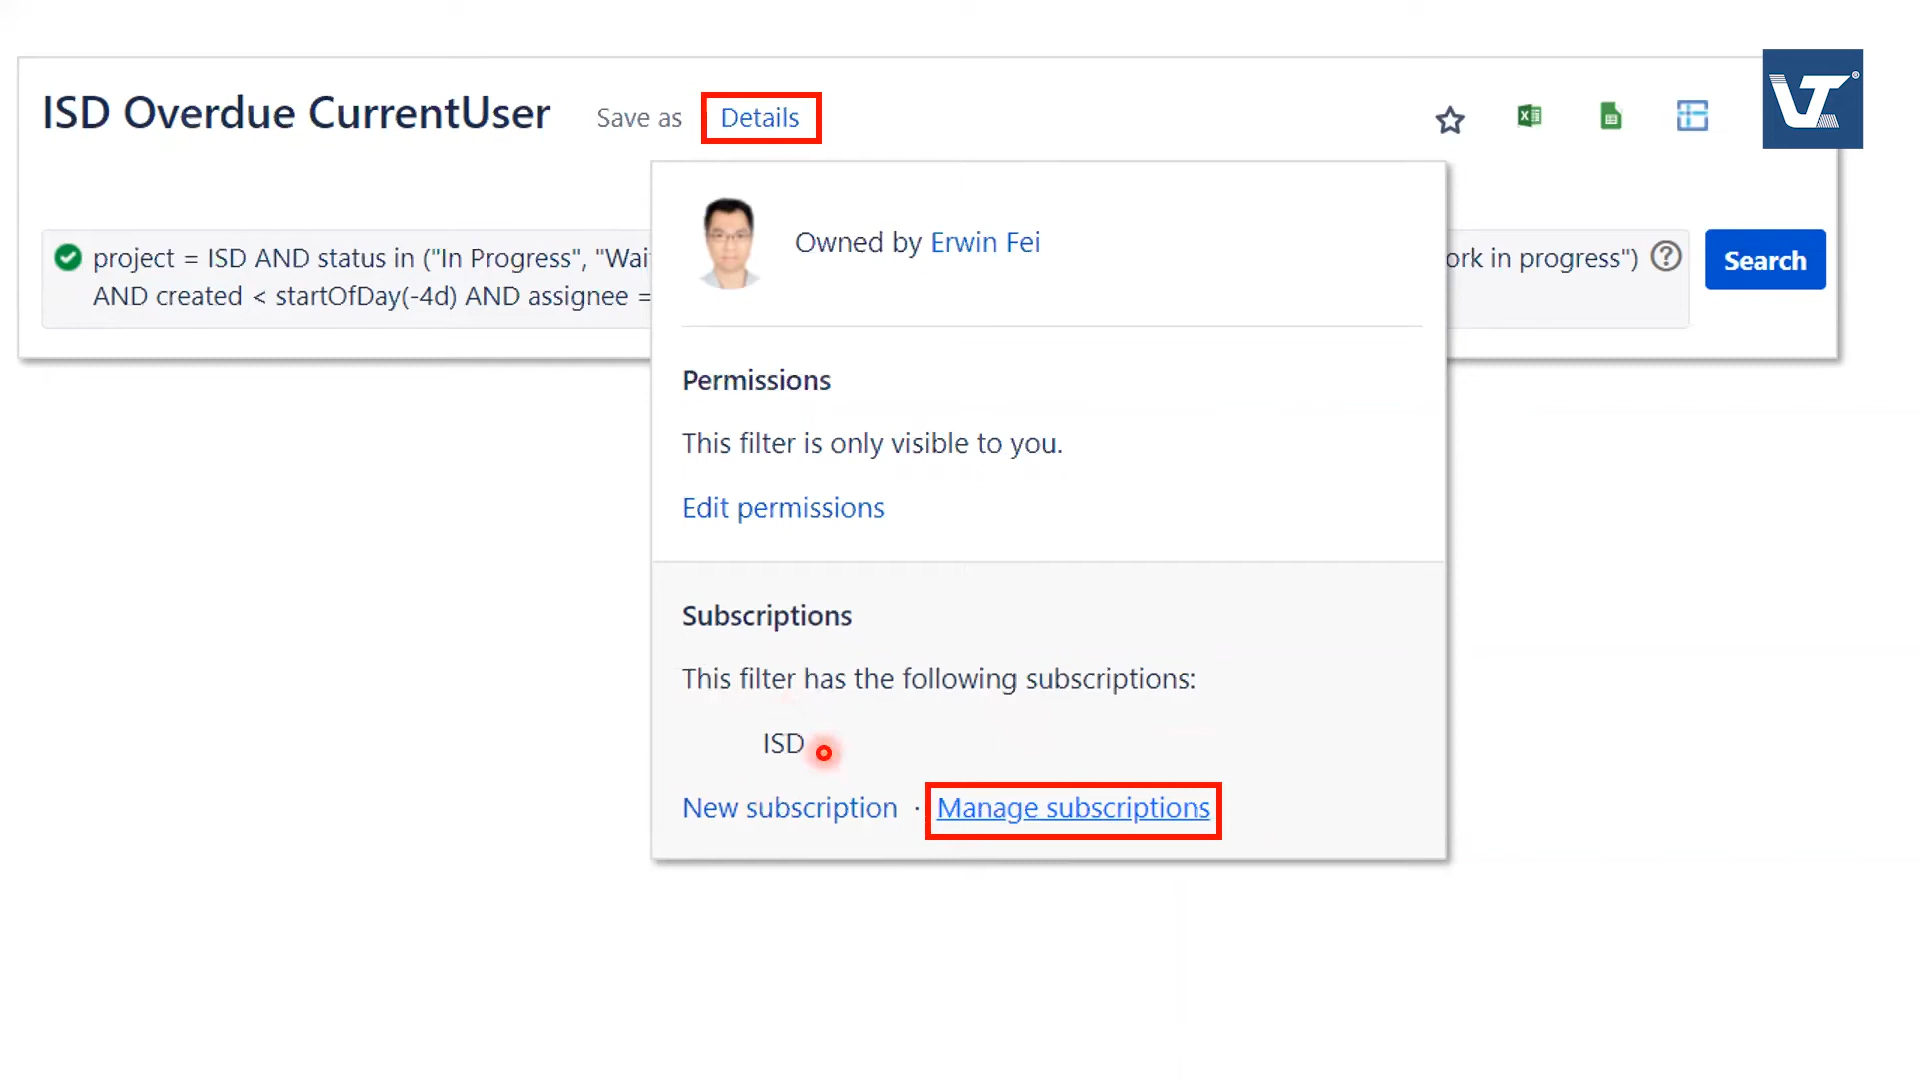 ISD Overdue CurrentUser Save as Details
Owned by Erwin Fei
project = ISD AND status in ("In Progress", "Wai
ork in progress") ?
Search
AND created < startOfDay(-4d) AND assignee =
Permissions
This filter is only visible to you.
Edit permissions
Subscriptions
This filter has the following subscriptions:
ISD
New subscription · Manage subscriptions